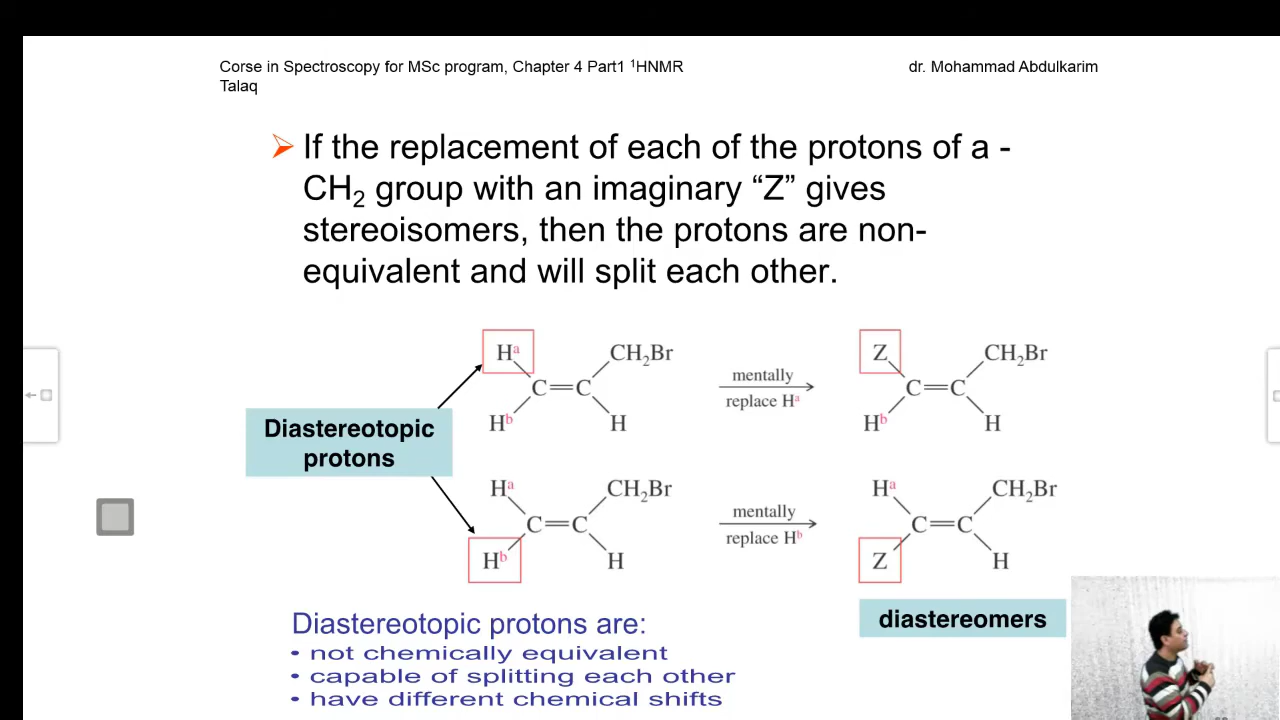 Corse in Spectroscopy for MSc program, Chapter 4 Part1 ¹HNMR dr. Mohammad Abdulkarim
Talaq
➢ If the replacement of each of the protons of a -
CH₂ group with an imaginary “Z” gives
stereoisomers, then the protons are non-
equivalent and will split each other.
Hᵃ CH₂Br Z CH₂Br
mentally
C=C C=C
replace Hᵃ
Hᵇ H Hᵇ H
Diastereotopic
protons
Hᵃ CH₂Br Hᵃ CH₂Br
mentally
C=C C=C
replace Hᵇ
Hᵇ H Z H
diastereomers
Diastereotopic protons are:
• not chemically equivalent
• capable of splitting each other
• have different chemical shifts